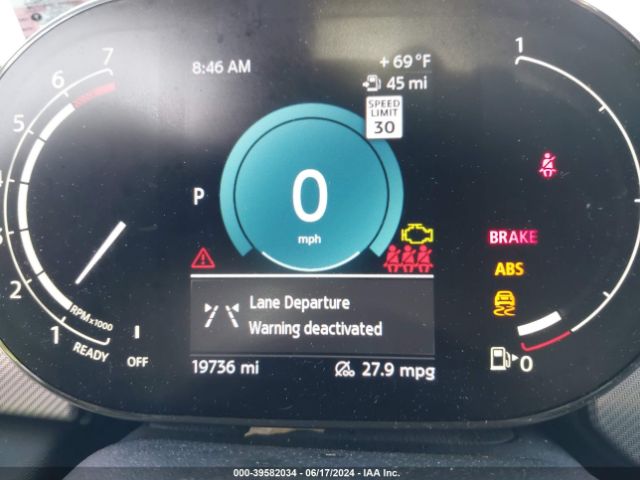 8:46 AM
+ 69 °F
45 mi
SPEED
LIMIT
30
7
6
5
4
3
2
1
RPM x1000
READY
OFF
P
0
mph
1
BRAKE
ABS
0
Lane Departure
Warning deactivated
19736 mi
27.9 mpg
000-39582034 - 06/17/2024 - IAA Inc.